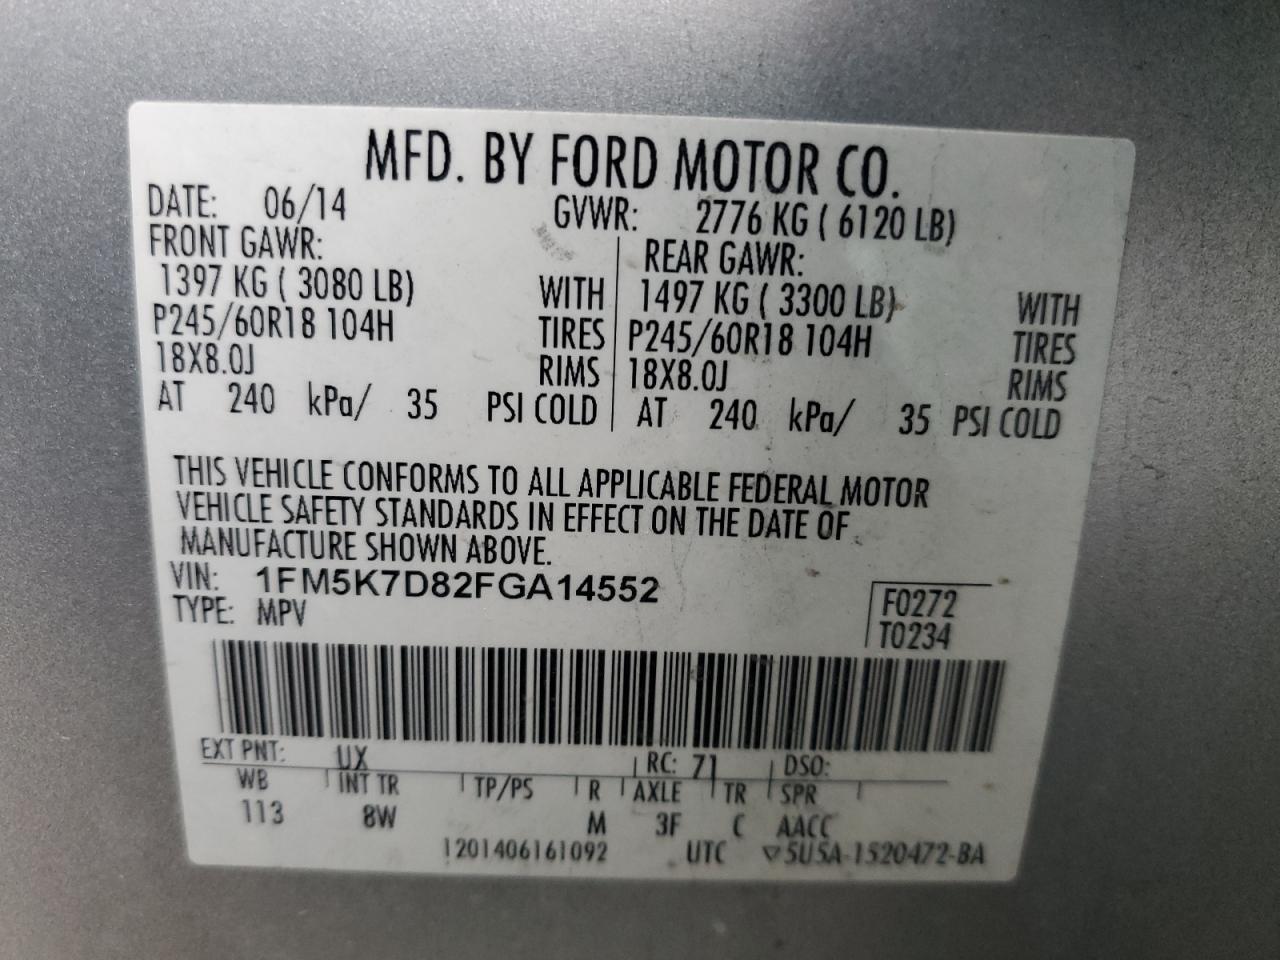 MFD. BY FORD MOTOR CO.
DATE: 06/14 GVWR: 2776 KG ( 6120 LB)
FRONT GAWR: REAR GAWR:
1397 KG ( 3080 LB) WITH 1497 KG ( 3300 LB) WITH
P245/60R18 104H TIRES P245/60R18 104H TIRES
18X8.0J RIMS 18X8.0J RIMS
AT 240 kPa/ 35 PSI COLD AT 240 kPa/ 35 PSI COLD
THIS VEHICLE CONFORMS TO ALL APPLICABLE FEDERAL MOTOR
VEHICLE SAFETY STANDARDS IN EFFECT ON THE DATE OF
MANUFACTURE SHOWN ABOVE.
VIN: 1FM5K7D82FGA14552
TYPE: MPV F0272
T0234
EXT PNT: UX RC: 71 DSO:
WB INT TR TP/PS R AXLE TR SPR
113 8W M 3F C AACC
1201406161092 UTC ▽5U5A-1520472-BA